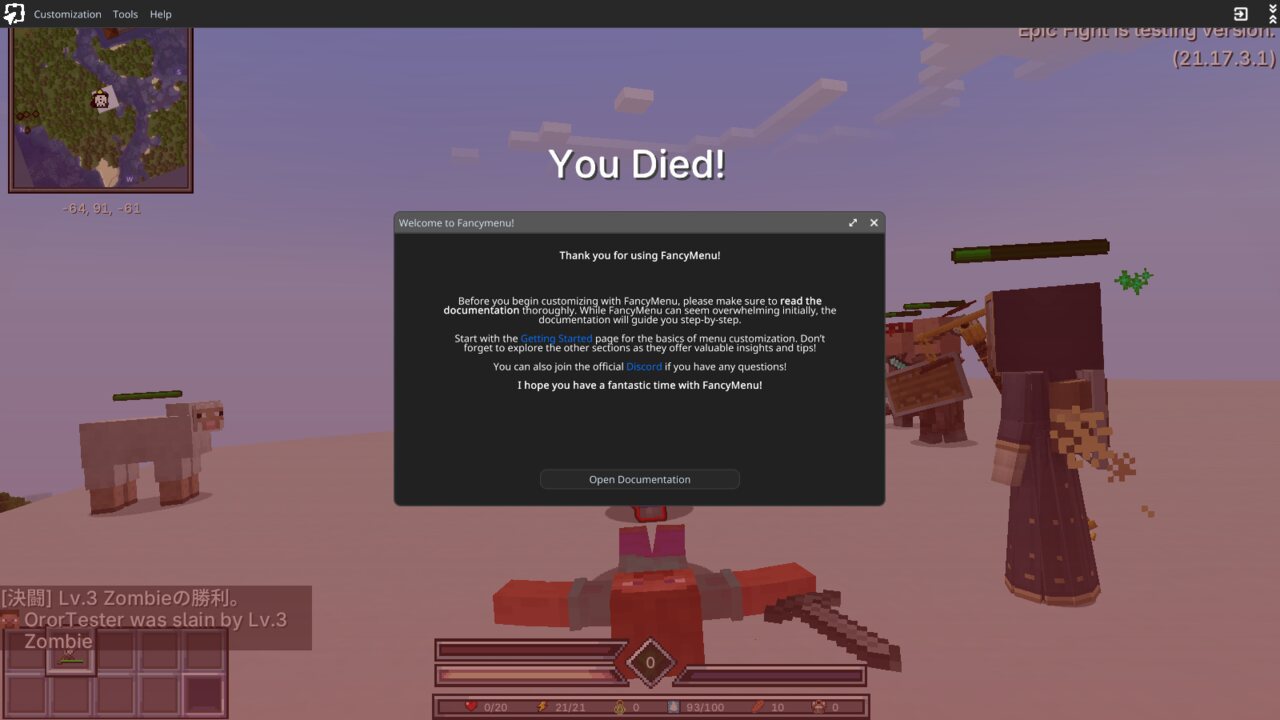 Customization Tools Help
Epic Fight is testing version.
(21.17.3.1)
S
N
W
-64, 91, -61
You Died!
Welcome to Fancymenu!
Thank you for using FancyMenu!
Before you begin customizing with FancyMenu, please make sure to read the
documentation thoroughly. While FancyMenu can seem overwhelming initially, the
documentation will guide you step-by-step.
Start with the Getting Started page for the basics of menu customization. Don't
forget to explore the other sections as they offer valuable insights and tips!
You can also join the official Discord if you have any questions!
I hope you have a fantastic time with FancyMenu!
Open Documentation
[決闘] Lv.3 Zombieの勝利。
OrorTester was slain by Lv.3
Zombie
0
0/20 21/21 0 93/100 10 0